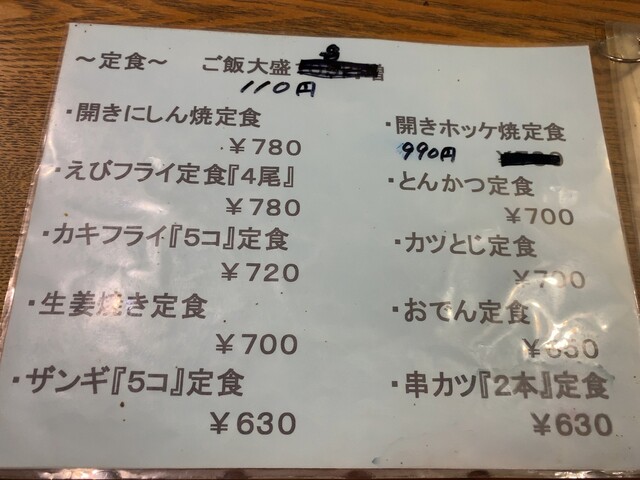 ～定食～ ご飯大盛
110円
・開きにしん焼定食
￥780
・えびフライ定食『4尾』
￥780
・カキフライ『5コ』定食
￥720
・生姜焼き定食
￥700
・ザンギ『5コ』定食
￥630
・開きホッケ焼定食
990円
・とんかつ定食
￥700
・カツとじ定食
￥700
・おでん定食
￥630
・串カツ『2本』定食
￥630